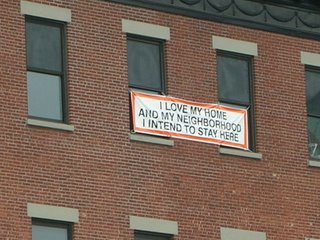 I LOVE MY HOME
AND MY NEIGHBORHOOD
I INTEND TO STAY HERE